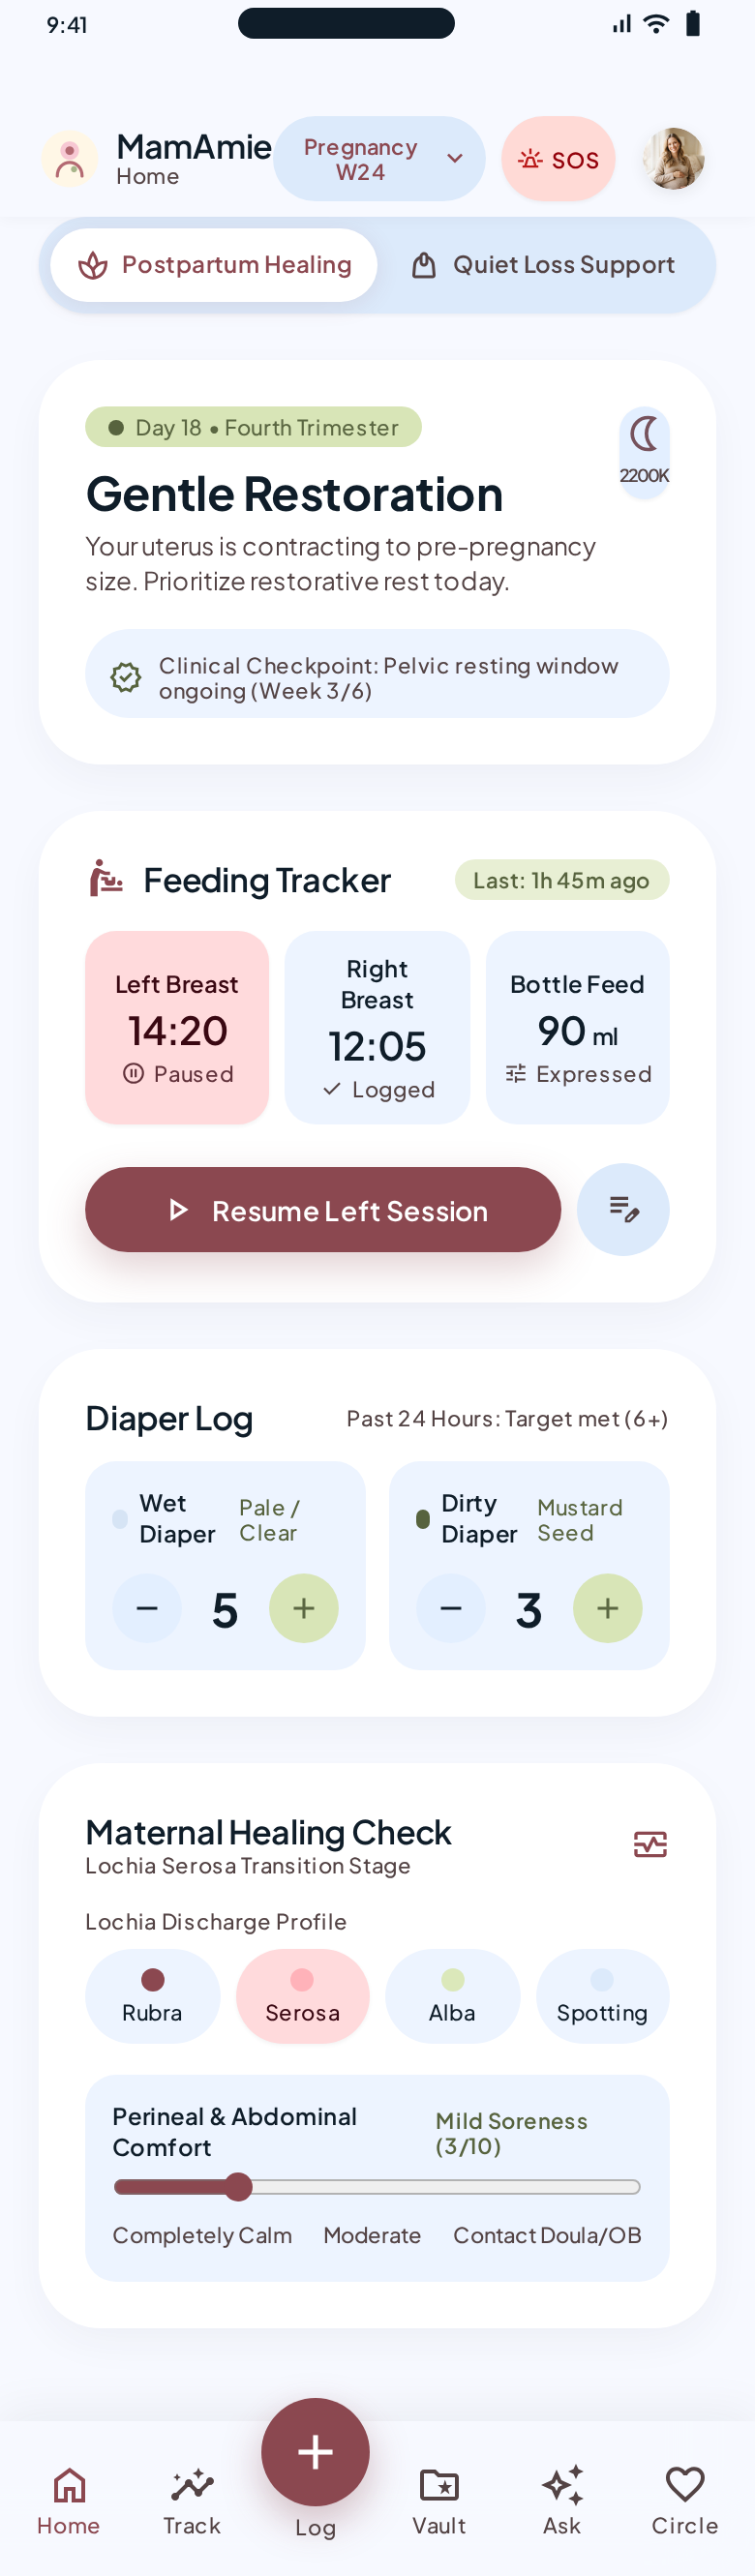 9:41
MamAmie
Home
Pregnancy
W24
SOS
Postpartum Healing
Quiet Loss Support
Day 18 • Fourth Trimester
2200K
Gentle Restoration
Your uterus is contracting to pre-pregnancy
size. Prioritize restorative rest today.
Clinical Checkpoint: Pelvic resting window
ongoing (Week 3/6)
Feeding Tracker
Last: 1h 45m ago
Left Breast
14:20
Paused
Right
Breast
12:05
Logged
Bottle Feed
90 ml
Expressed
Resume Left Session
Diaper Log
Past 24 Hours: Target met (6+)
Wet
Diaper
Pale /
Clear
5
Dirty
Diaper
Mustard
Seed
3
Maternal Healing Check
Lochia Serosa Transition Stage
Lochia Discharge Profile
Rubra
Serosa
Alba
Spotting
Perineal & Abdominal
Comfort
Mild Soreness
(3/10)
Completely Calm
Moderate
Contact Doula/OB
Home
Track
Log
Vault
Ask
Circle